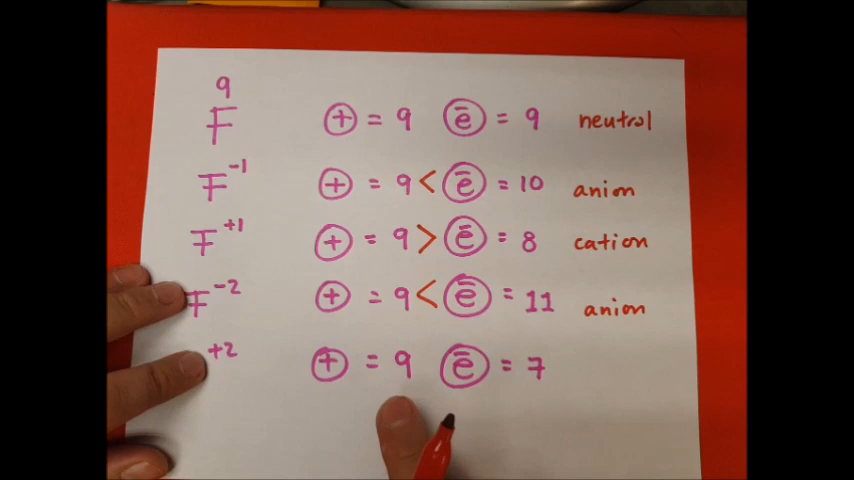 9
F ⊕ = 9 ē = 9 neutral
F⁻¹ ⊕ = 9 < ē = 10 anion
F⁺¹ ⊕ = 9 > ē = 8 cation
F⁻² ⊕ = 9 < ē = 11 anion
⁺² ⊕ = 9 ē = 7